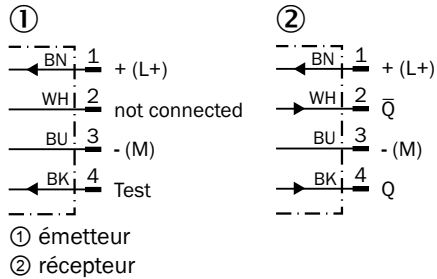 ① ②
BN 1 + (L+)
WH 2 not connected
BU 3 - (M)
BK 4 Test
BN 1 + (L+)
WH 2 Q̅
BU 3 - (M)
BK 4 Q
① émetteur
② récepteur